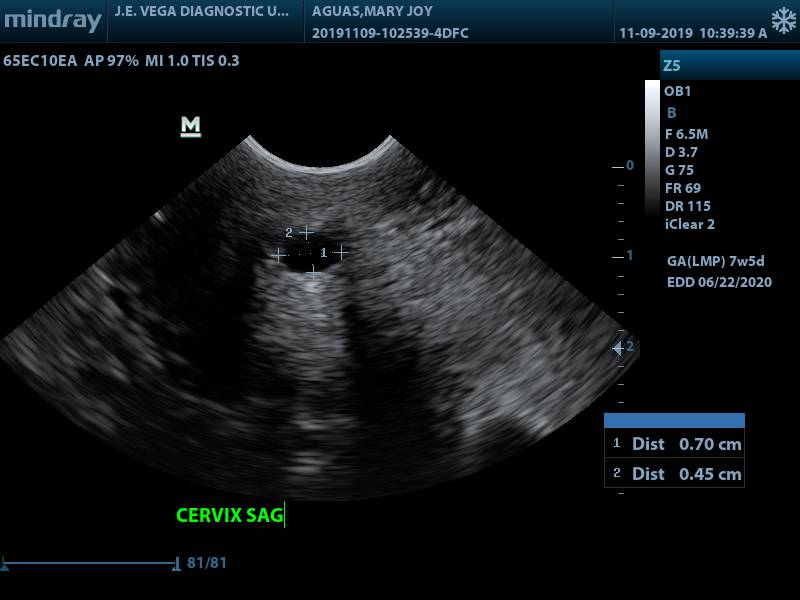 mindray
J.E. VEGA DIAGNOSTIC U...
AGUAS,MARY JOY
20191109-102539-4DFC
11-09-2019 10:39:39 A
65EC10EA AP 97% MI 1.0 TIS 0.3
Z5
OB1
B
F 6.5M
D 3.7
G 75
FR 69
DR 115
iClear 2
GA(LMP) 7w5d
EDD 06/22/2020
M
0
1
2
2
1
1 Dist 0.70 cm
2 Dist 0.45 cm
CERVIX SAG
81/81